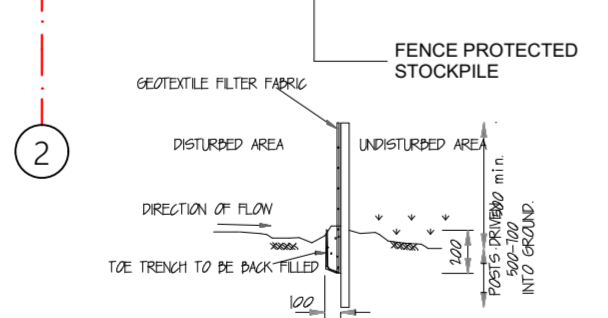 FENCE PROTECTED
STOCKPILE
GEOTEXTILE FILTER FABRIC
2
DISTURBED AREA
UNDISTURBED AREA
DIRECTION OF FLOW
TOE TRENCH TO BE BACK FILLED
100
200
min.
POSTS DRIVEN
500-700
INTO GROUND.